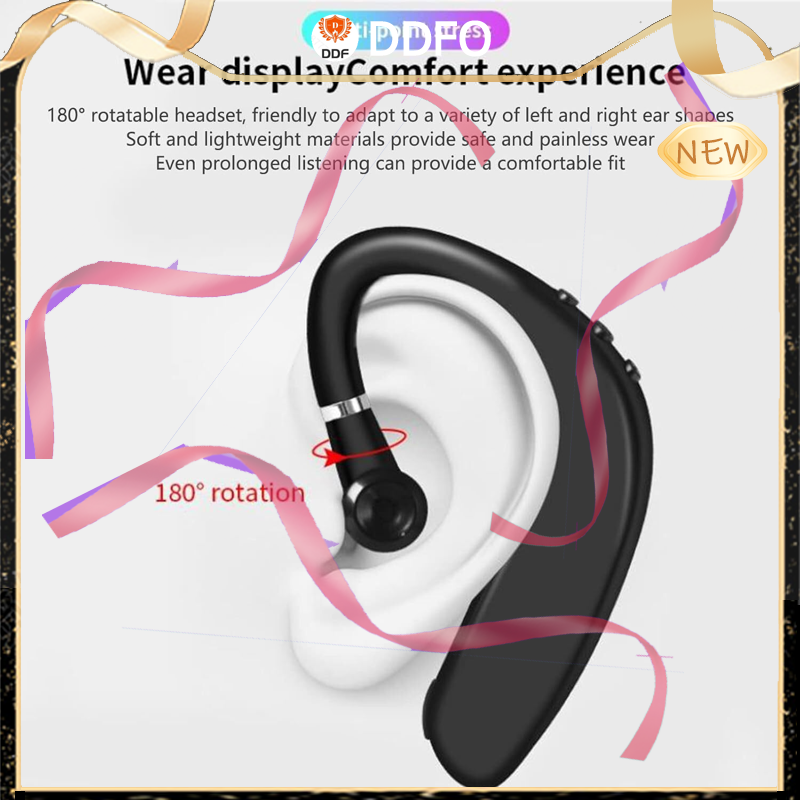 DDFO
DDF
Wear displayComfort experience
180° rotatable headset, friendly to adapt to a variety of left and right ear shapes
Soft and lightweight materials provide safe and painless wear
Even prolonged listening can provide a comfortable fit
NEW
180° rotation